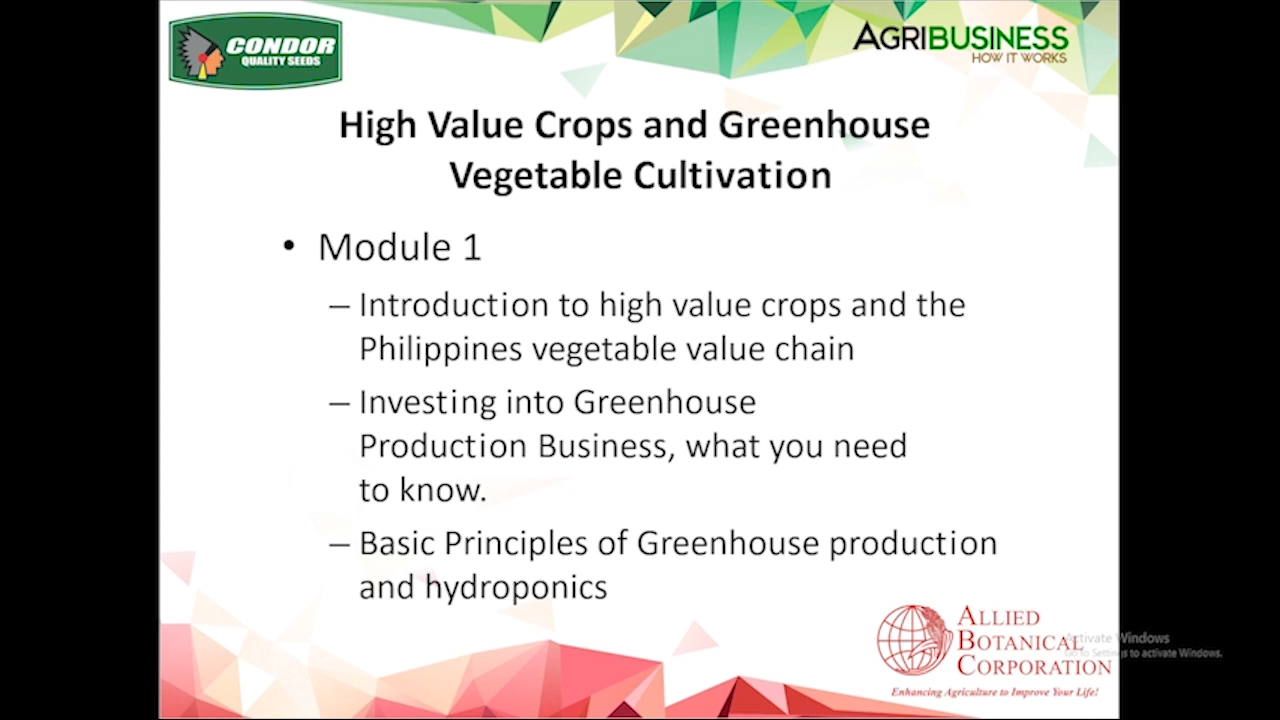 CONDOR
QUALITY SEEDS
AGRIBUSINESS
HOW IT WORKS
High Value Crops and Greenhouse
Vegetable Cultivation
• Module 1
– Introduction to high value crops and the
Philippines vegetable value chain
– Investing into Greenhouse
Production Business, what you need
to know.
– Basic Principles of Greenhouse production
and hydroponics
ALLIED
BOTANICAL
CORPORATION
Enhancing Agriculture to Improve Your Life!
Activate Windows
Go to Settings to activate Windows.